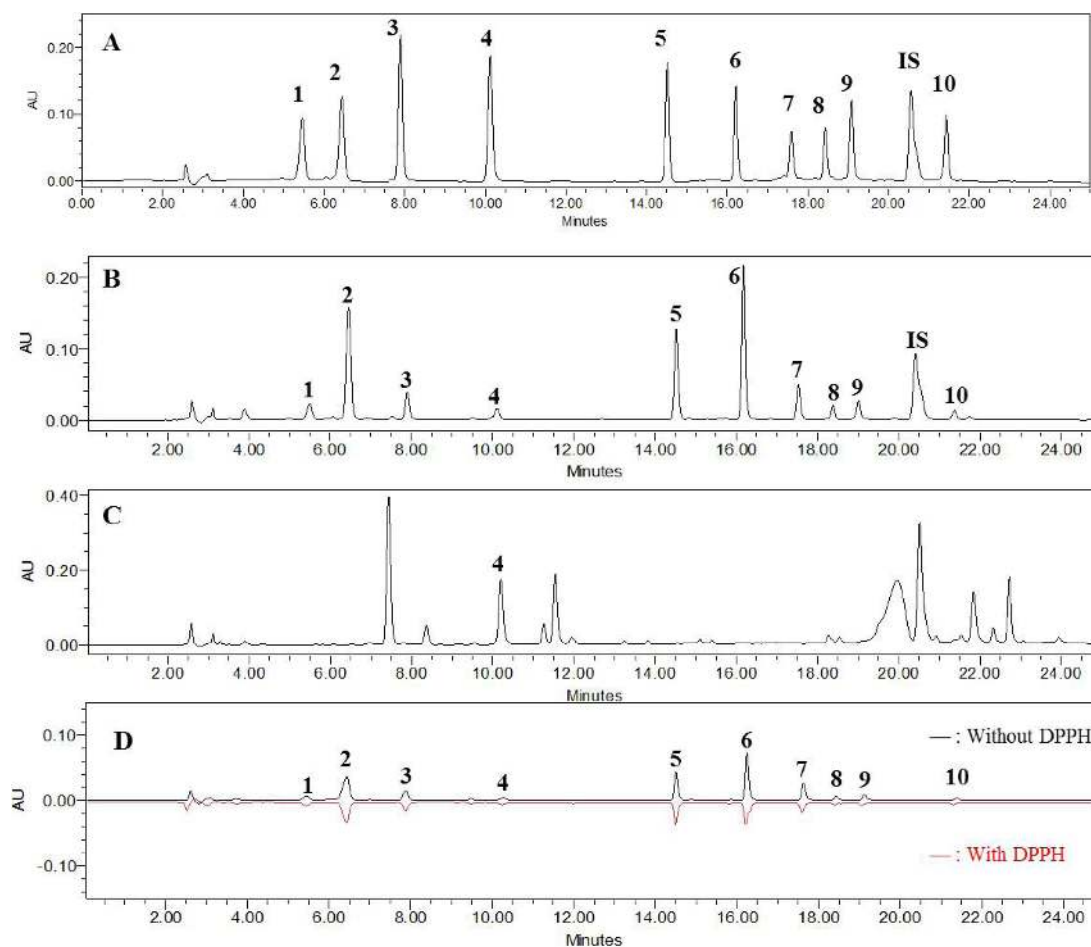 A
1 2 3 4 5 6 7 8 9 IS 10
AU
0.20
0.10
0.00
0.00 2.00 4.00 6.00 8.00 10.00 12.00 14.00 16.00 18.00 20.00 22.00 24.00
Minutes
B
1 2 3 4 5 6 7 8 9 IS 10
AU
0.20
0.10
0.00
2.00 4.00 6.00 8.00 10.00 12.00 14.00 16.00 18.00 20.00 22.00 24.00
Minutes
C
4
AU
0.40
0.20
0.00
2.00 4.00 6.00 8.00 10.00 12.00 14.00 16.00 18.00 20.00 22.00 24.00
Minutes
D
1 2 3 4 5 6 7 8 9 10
— : Without DPPH
— : With DPPH
AU
0.10
0.00
-0.10
2.00 4.00 6.00 8.00 10.00 12.00 14.00 16.00 18.00 20.00 22.00 24.00
Minutes